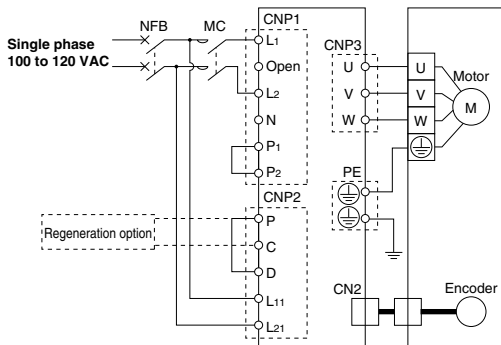 NFB
MC
CNP1
Single phase
100 to 120 VAC
L1
Open
L2
N
P1
P2
CNP3
U
V
W
U
V
W
Motor
M
PE
CNP2
Regeneration option
P
C
D
L11
L21
CN2
Encoder